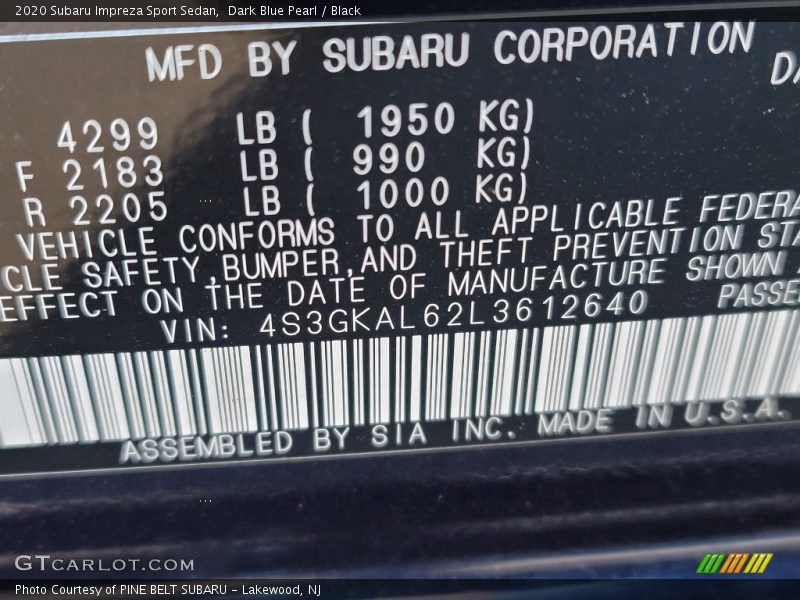 2020 Subaru Impreza Sport Sedan, Dark Blue Pearl / Black
MFD BY SUBARU CORPORATION
4299 LB ( 1950 KG)
F 2183 LB ( 990 KG)
R 2205 LB ( 1000 KG)
VEHICLE CONFORMS TO ALL APPLICABLE FEDERA
CLE SAFETY,BUMPER,AND THEFT PREVENTION STA
EFFECT ON THE DATE OF MANUFACTURE SHOWN
VIN: 4S3GKAL62L3612640 PASSE
ASSEMBLED BY SIA INC. MADE IN U.S.A.
GTCARLOT.COM
Photo Courtesy of PINE BELT SUBARU - Lakewood, NJ